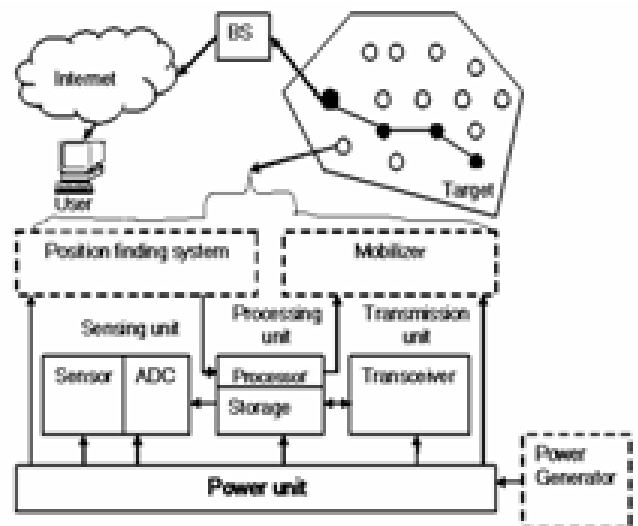 BS
Internet
User
Target
Position finding system
Mobilizer
Sensing unit
Processing
unit
Transmission
unit
Sensor
ADC
Processor
Storage
Transceiver
Power unit
Power
Generator